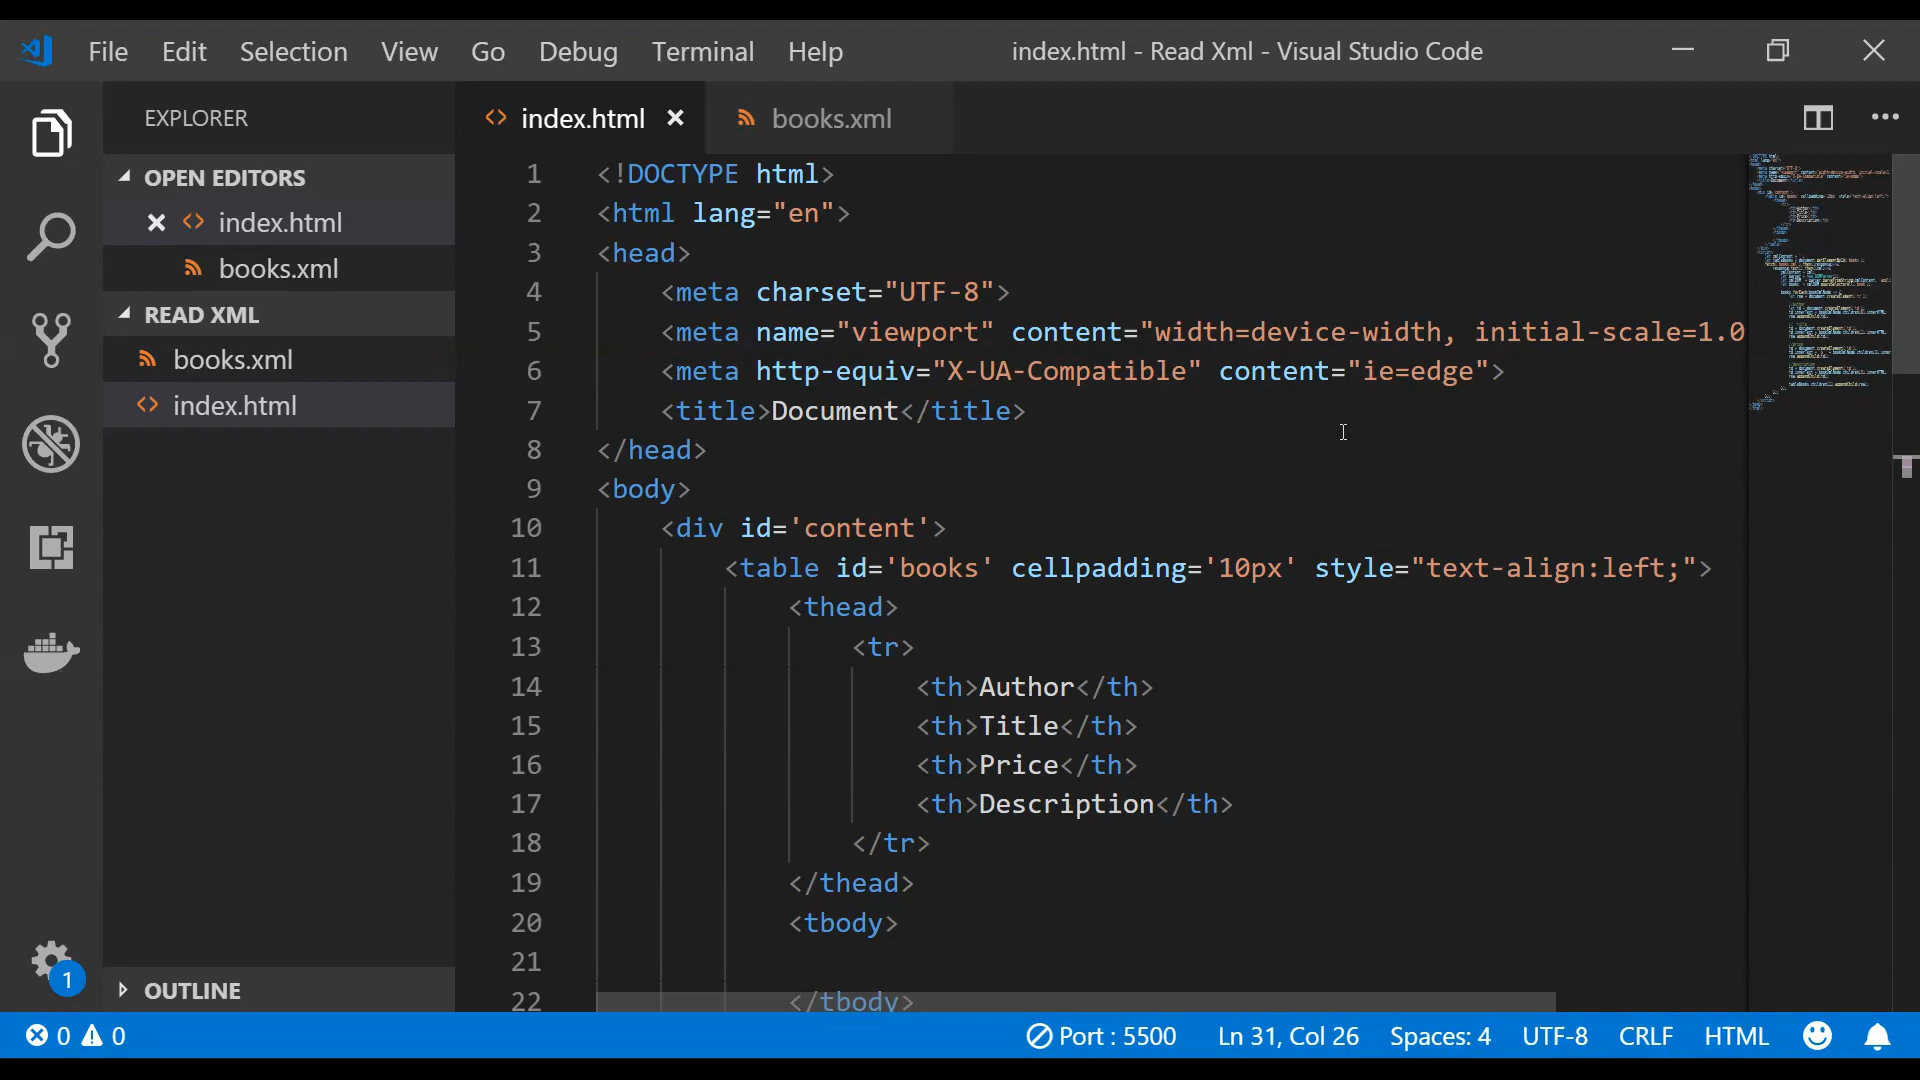 File Edit Selection View Go Debug Terminal Help index.html - Read Xml - Visual Studio Code
EXPLORER
OPEN EDITORS
index.html
books.xml
READ XML
books.xml
index.html
OUTLINE
index.html books.xml
1 <!DOCTYPE html>
2 <html lang="en">
3 <head>
4 <meta charset="UTF-8">
5 <meta name="viewport" content="width=device-width, initial-scale=1.0
6 <meta http-equiv="X-UA-Compatible" content="ie=edge">
7 <title>Document</title>
8 </head>
9 <body>
10 <div id='content'>
11 <table id='books' cellpadding='10px' style="text-align:left;">
12 <thead>
13 <tr>
14 <th>Author</th>
15 <th>Title</th>
16 <th>Price</th>
17 <th>Description</th>
18 </tr>
19 </thead>
20 <tbody>
21
22 </tbody>
1
0 0 Port : 5500 Ln 31, Col 26 Spaces: 4 UTF-8 CRLF HTML